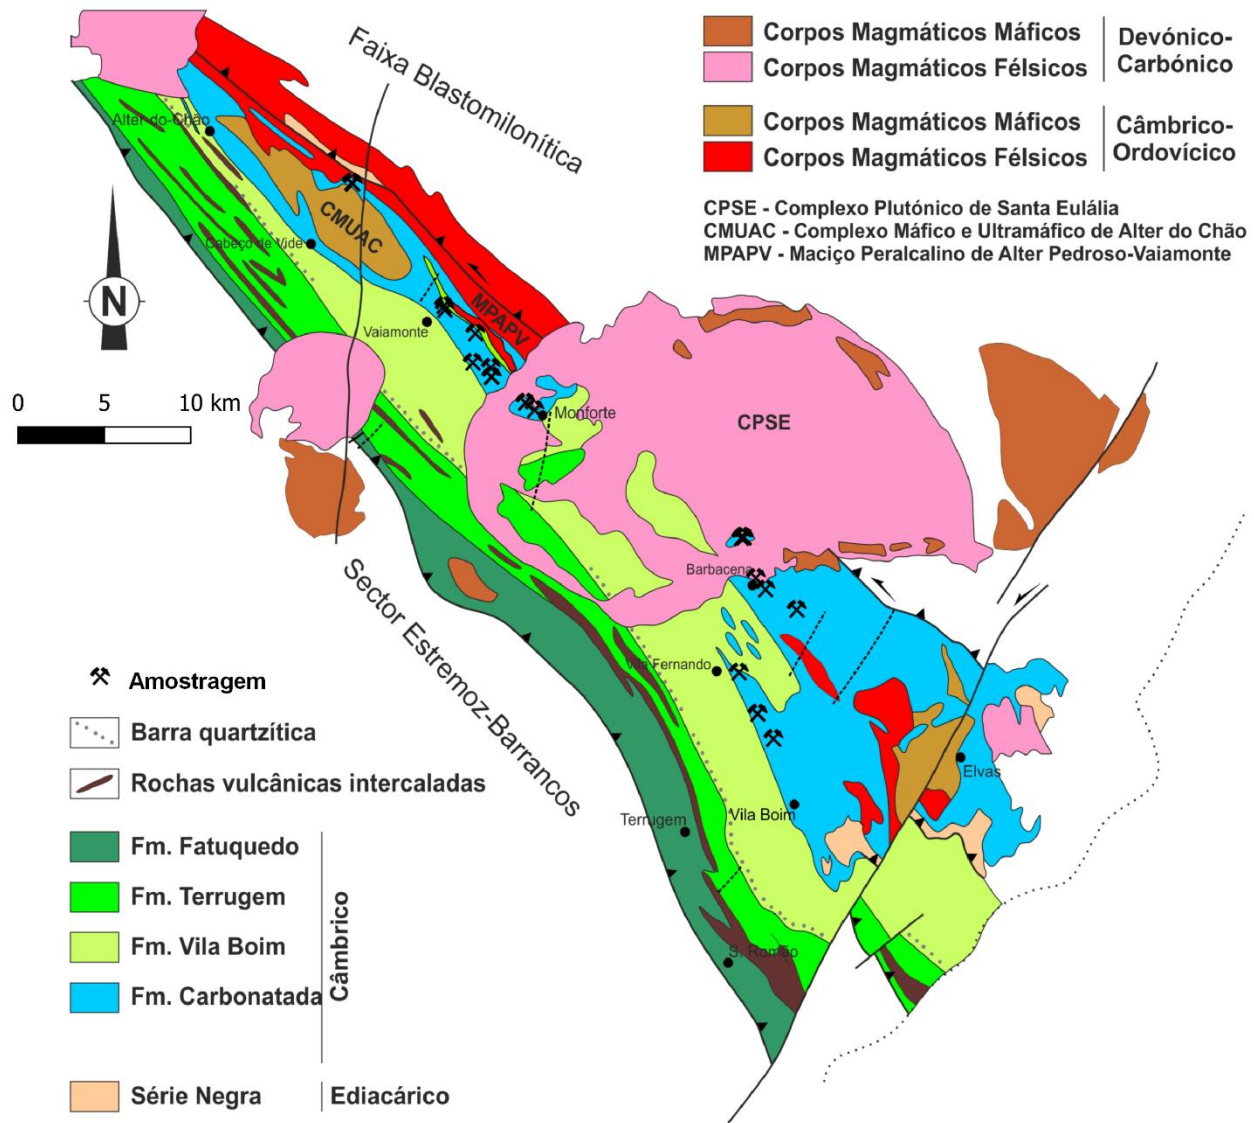 Corpos Magmáticos Máficos
Corpos Magmáticos Félsicos
Devónico-
Carbónico
Corpos Magmáticos Máficos
Corpos Magmáticos Félsicos
Câmbrico-
Ordovícico
CPSE - Complexo Plutónico de Santa Eulália
CMUAC - Complexo Máfico e Ultramáfico de Alter do Chão
MPAPV - Maciço Peralcalino de Alter Pedroso-Vaiamonte
Faixa Blastomilonítica
Alter-do-Chão
CMUAC
Cabeço de Vide
N
MPAPV
Vaiamonte
0 5 10 km
Monforte
CPSE
Barbacena
Sector Estremoz-Barrancos
Vila Fernando
Elvas
Terrugem
Vila Boim
S. Romão
Amostragem
Barra quartzítica
Rochas vulcânicas intercaladas
Fm. Fatuquedo
Fm. Terrugem
Fm. Vila Boim
Fm. Carbonatada
Câmbrico
Série Negra
Ediacárico